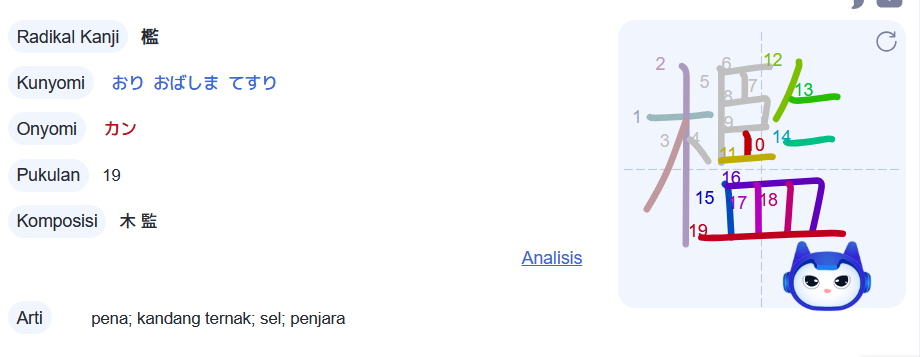 Radikal Kanji 檻
Kunyomi おり おばしま てすり
Onyomi カン
Pukulan 19
Komposisi 木 監
Analisis
Arti pena; kandang ternak; sel; penjara
1
2
3
4
5
6
7
8
9
0
11
12
13
14
15
16
17
18
19